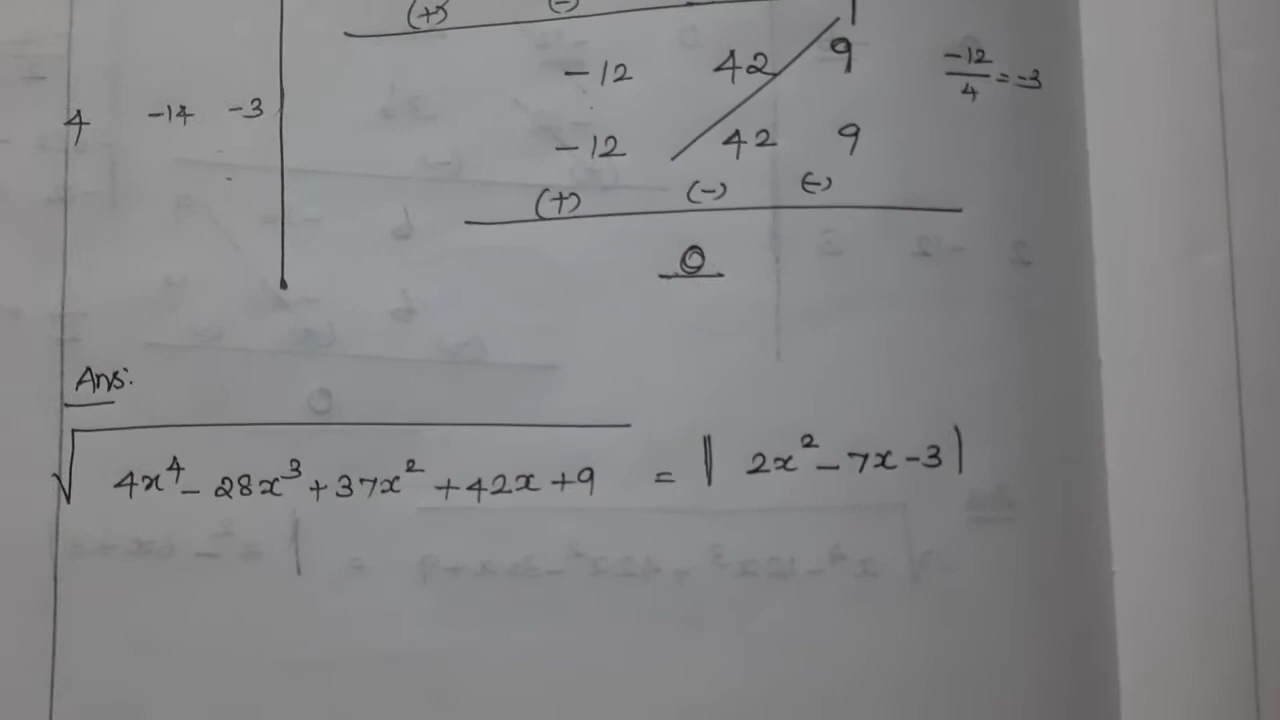 (+) (-)
-12 42 9 -12/4 = -3
4 -14 -3
-12 42 9
(+) (-) (-)
0
Ans:
√4x⁴ - 28x³ + 37x² + 42x + 9 = | 2x² - 7x - 3 |